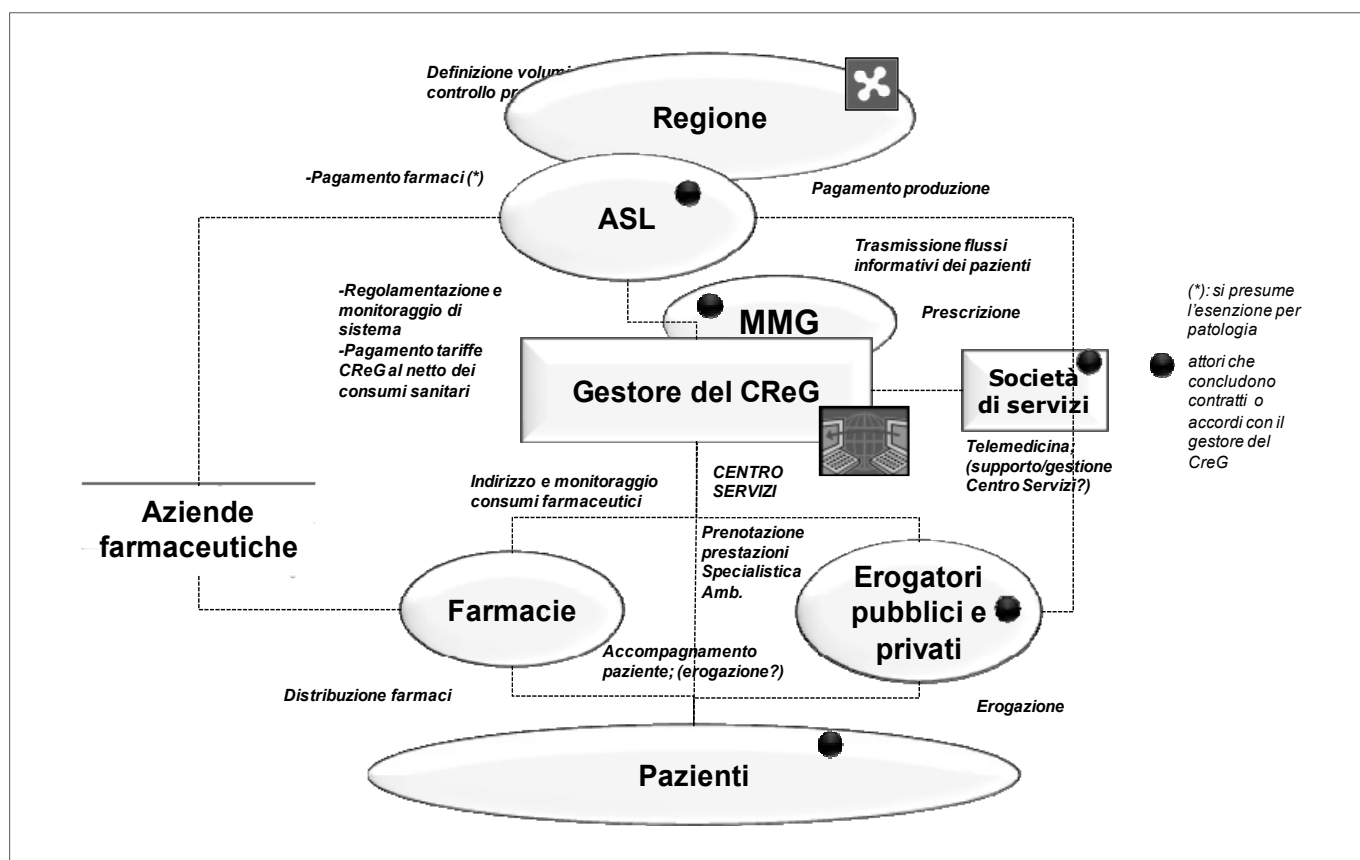 Definizione volumi
controllo
Regione
-Pagamento farmaci (*)
ASL
Pagamento produzione
Trasmissione flussi
informativi dei pazienti
-Regolamentazione e
monitoraggio di
sistema
-Pagamento tariffe
CReG al netto dei
consumi sanitari
MMG
Prescrizione
(*): si presume
l'esenzione per
patologia
attori che
concludono
contratti o
accordi con il
gestore del
CreG
Gestore del CReG
Società
di servizi
Telemedicina,
(supporto/gestione
Centro Servizi?)
Indirizzo e monitoraggio
consumi farmaceutici
CENTRO
SERVIZI
Aziende
farmaceutiche
Prenotazione
prestazioni
Specialistica
Amb.
Farmacie
Erogatori
pubblici e
privati
Accompagnamento
paziente; (erogazione?)
Distribuzione farmaci
Erogazione
Pazienti